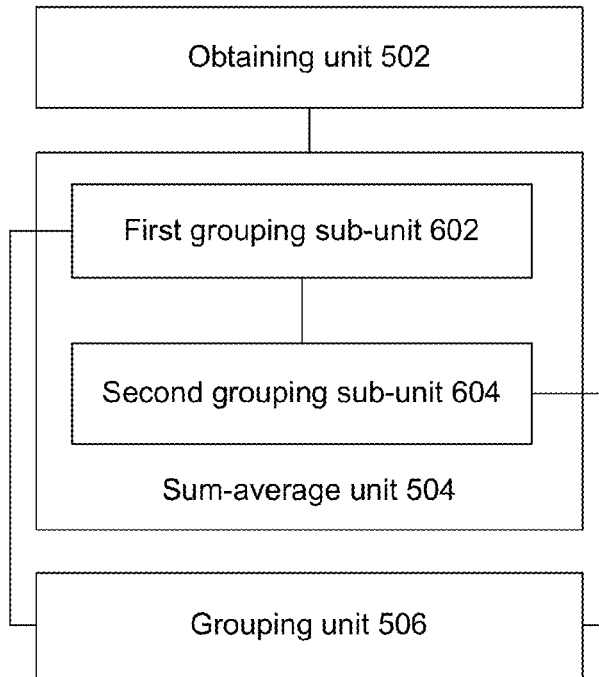 Obtaining unit 502
First grouping sub-unit 602
Second grouping sub-unit 604
Sum-average unit 504
Grouping unit 506